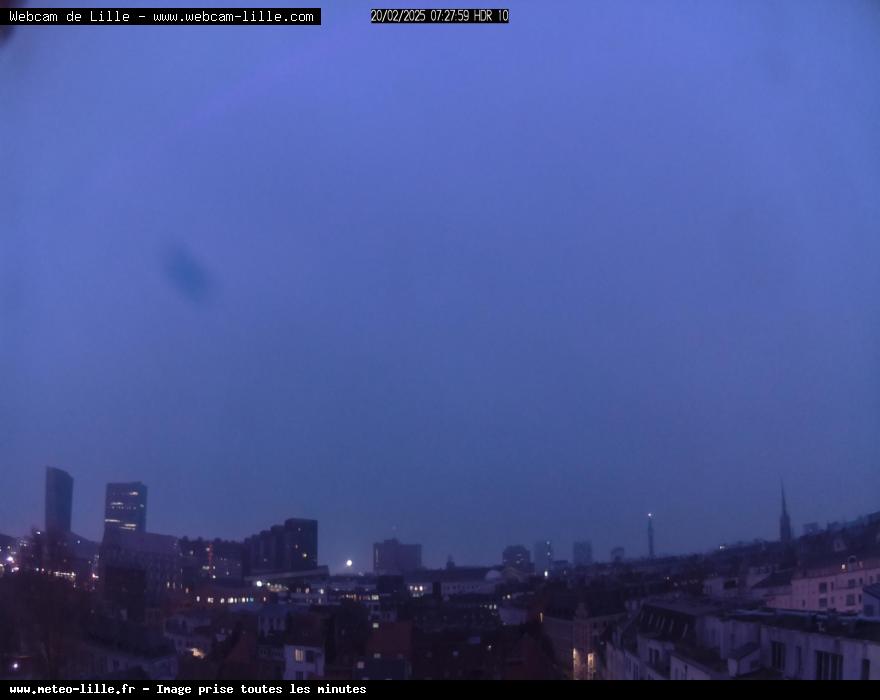 Webcam de Lille - www.webcam-lille.com
20/02/2025 07:27:59 HDR 10
www.meteo-lille.fr - Image prise toutes les minutes